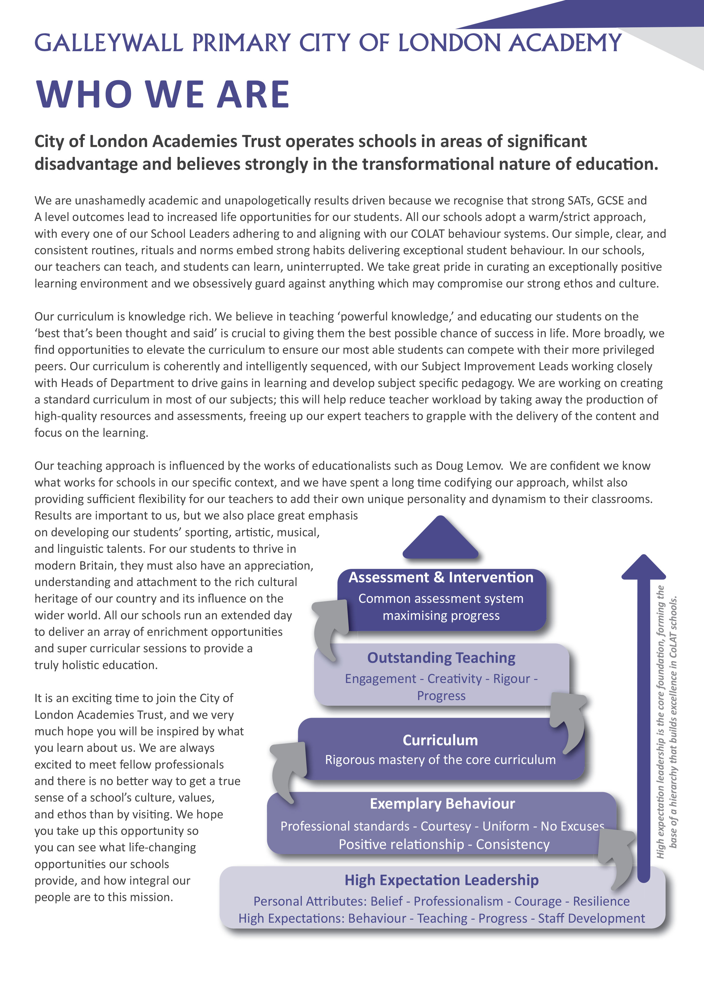 GALLEYWALL PRIMARY CITY OF LONDON ACADEMY
WHO WE ARE
City of London Academies Trust operates schools in areas of significant
disadvantage and believes strongly in the transformational nature of education.
We are unashamedly academic and unapologetically results driven because we recognise that strong SATs, GCSE and
A level outcomes lead to increased life opportunities for our students. All our schools adopt a warm/strict approach,
with every one of our School Leaders adhering to and aligning with our COLAT behaviour systems. Our simple, clear, and
consistent routines, rituals and norms embed strong habits delivering exceptional student behaviour. In our schools,
our teachers can teach, and students can learn, uninterrupted. We take great pride in curating an exceptionally positive
learning environment and we obsessively guard against anything which may compromise our strong ethos and culture.
Our curriculum is knowledge rich. We believe in teaching ‘powerful knowledge,’ and educating our students on the
‘best that’s been thought and said’ is crucial to giving them the best possible chance of success in life. More broadly, we
find opportunities to elevate the curriculum to ensure our most able students can compete with their more privileged
peers. Our curriculum is coherently and intelligently sequenced, with our Subject Improvement Leads working closely
with Heads of Department to drive gains in learning and develop subject specific pedagogy. We are working on creating
a standard curriculum in most of our subjects; this will help reduce teacher workload by taking away the production of
high-quality resources and assessments, freeing up our expert teachers to grapple with the delivery of the content and
focus on the learning.
Our teaching approach is influenced by the works of educationalists such as Doug Lemov.  We are confident we know
what works for schools in our specific context, and we have spent a long time codifying our approach, whilst also
providing sufficient flexibility for our teachers to add their own unique personality and dynamism to their classrooms.
Results are important to us, but we also place great emphasis
on developing our students’ sporting, artistic, musical,
and linguistic talents. For our students to thrive in
modern Britain, they must also have an appreciation,
understanding and attachment to the rich cultural
heritage of our country and its influence on the
wider world. All our schools run an extended day
to deliver an array of enrichment opportunities
and super curricular sessions to provide a
truly holistic education.
It is an exciting time to join the City of
London Academies Trust, and we very
much hope you will be inspired by what
you learn about us. We are always
excited to meet fellow professionals
and there is no better way to get a true
sense of a school’s culture, values,
and ethos than by visiting. We hope
you take up this opportunity so
you can see what life-changing
opportunities our schools
provide, and how integral our
people are to this mission.
Assessment & Intervention
Common assessment system
maximising progress
Outstanding Teaching
Engagement - Creativity - Rigour -
Progress
Curriculum
Rigorous mastery of the core curriculum
Exemplary Behaviour
Professional standards - Courtesy - Uniform - No Excuses
Positive relationship - Consistency
High Expectation Leadership
Personal Attributes: Belief - Professionalism - Courage - Resilience
High Expectations: Behaviour - Teaching - Progress - Staff Development
High expectation leadership is the core foundation, forming the
base of a hierarchy that builds excellence in CoLAT schools.